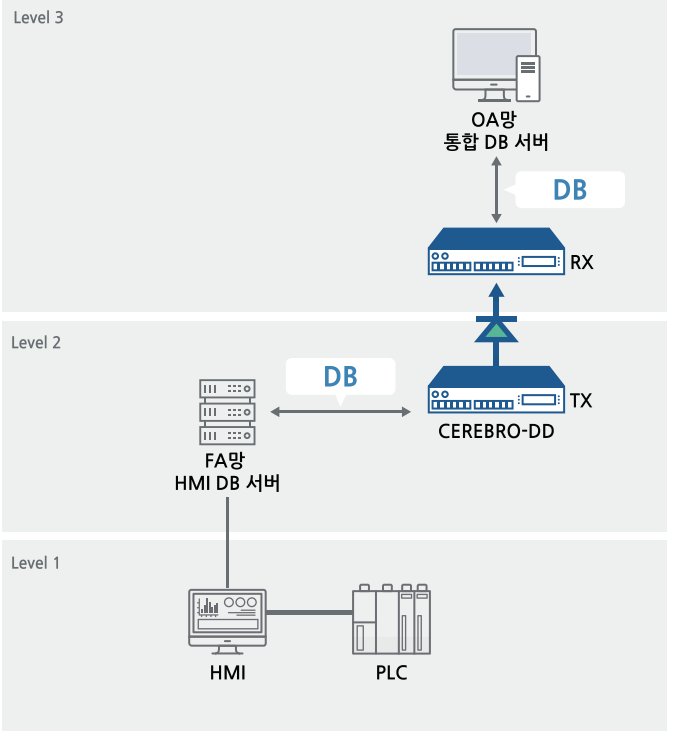 Level 3
OA망
통합 DB 서버
DB
RX
Level 2
DB
TX
CEREBRO-DD
FA망
HMI DB 서버
Level 1
HMI
PLC